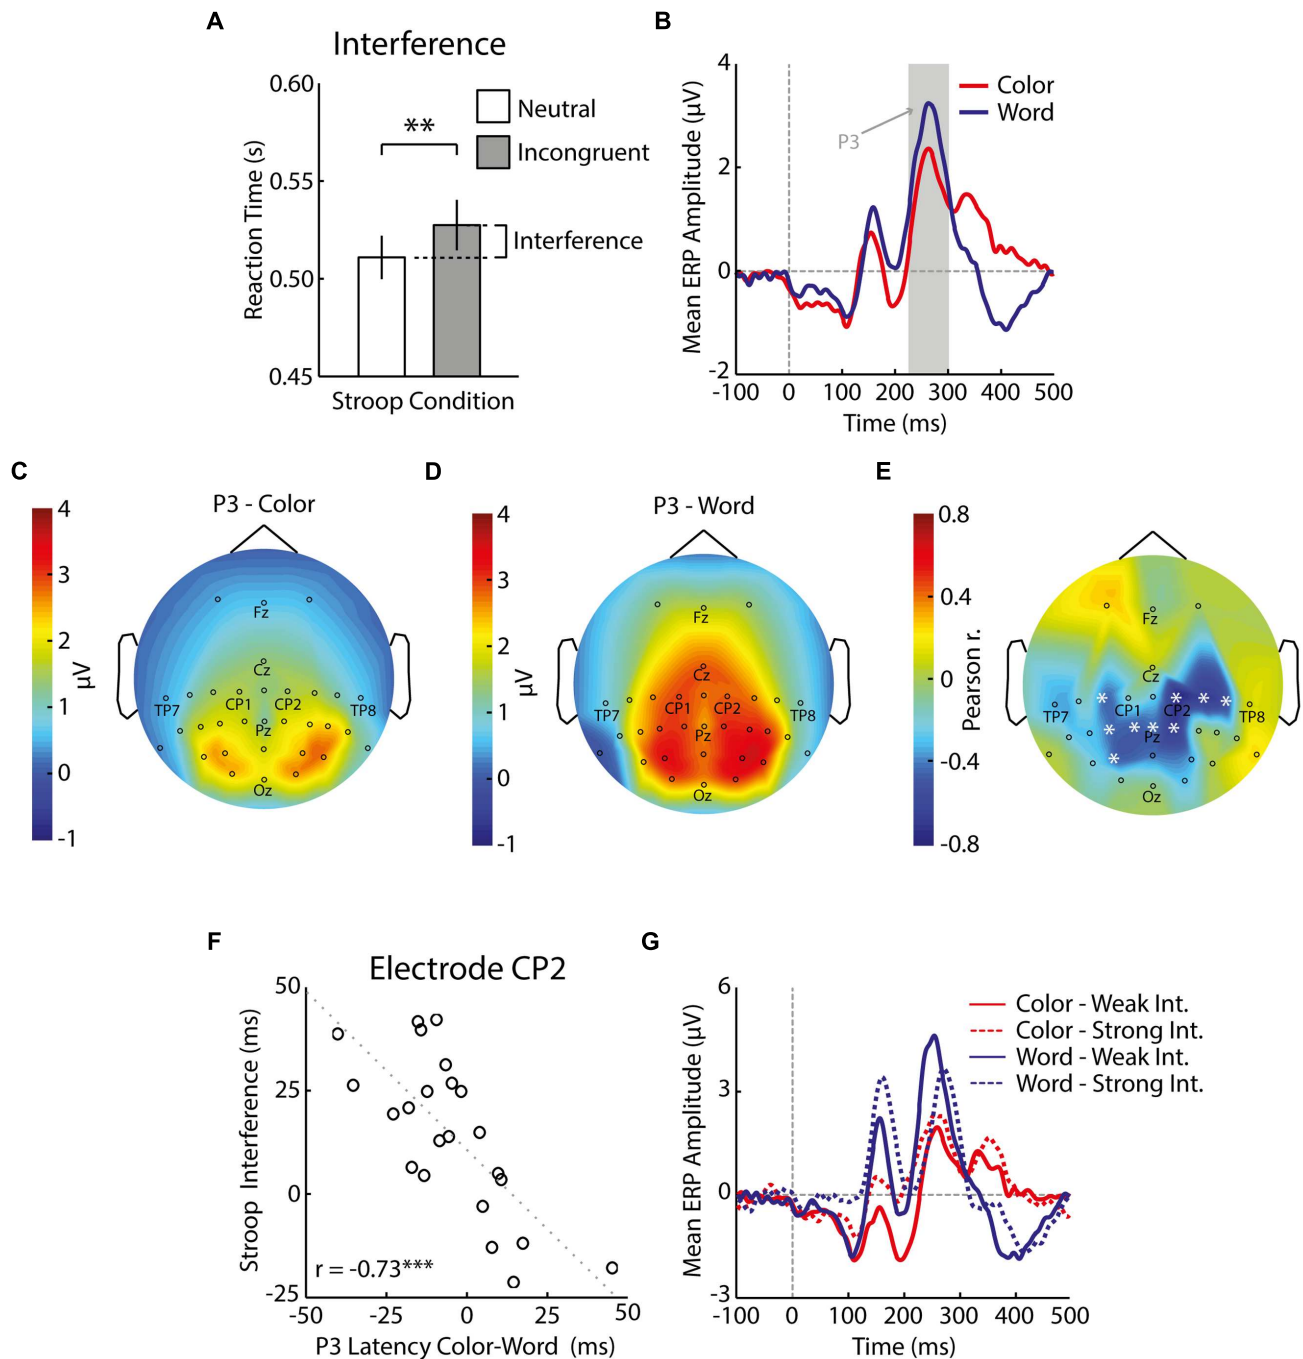 A
Interference
0.60
0.55
0.50
0.45
Reaction Time (s)
**
Neutral
Incongruent
Interference
Stroop Condition
B
4
2
0
-2
Mean ERP Amplitude (µV)
P3
Color
Word
-100 0 100 200 300 400 500
Time (ms)
C
P3 - Color
4
3
2
1
0
-1
µV
Fz
Cz
TP7 CP1 CP2 TP8
Pz
Oz
D
P3 - Word
4
3
2
1
0
-1
µV
Fz
Cz
TP7 CP1 CP2 TP8
Pz
Oz
E
0.8
0.4
0
-0.4
-0.8
Pearson r.
Fz
Cz
TP7 CP1 CP2 TP8
Pz
Oz
* * * *
* * * *
*
F
Electrode CP2
50
25
0
-25
Stroop Interference (ms)
r = -0.73***
-50 -25 0 25 50
P3 Latency Color-Word (ms)
G
6
3
0
-3
Mean ERP Amplitude (µV)
Color - Weak Int.
Color - Strong Int.
Word - Weak Int.
Word - Strong Int.
-100 0 100 200 300 400 500
Time (ms)